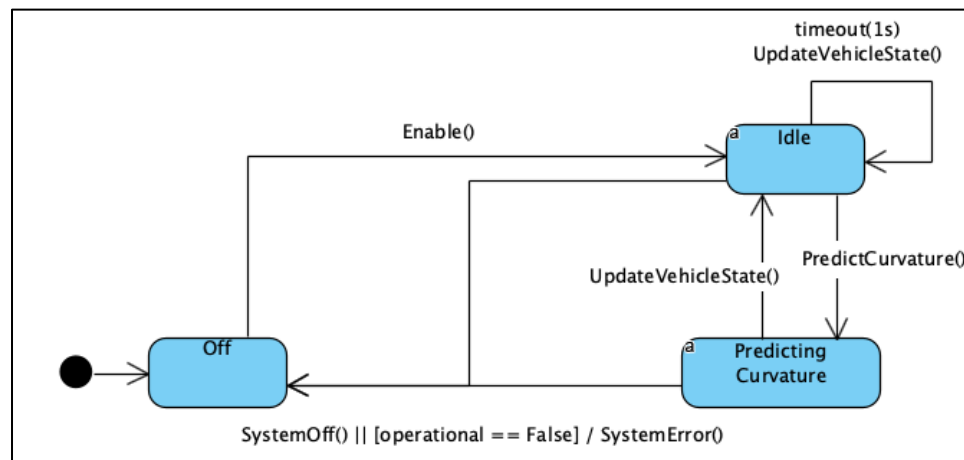 timeout(1s)
UpdateVehicleState()
Enable()
a
Idle
UpdateVehicleState()
PredictCurvature()
Off
a
Predicting
Curvature
SystemOff() || [operational == False] / SystemError()